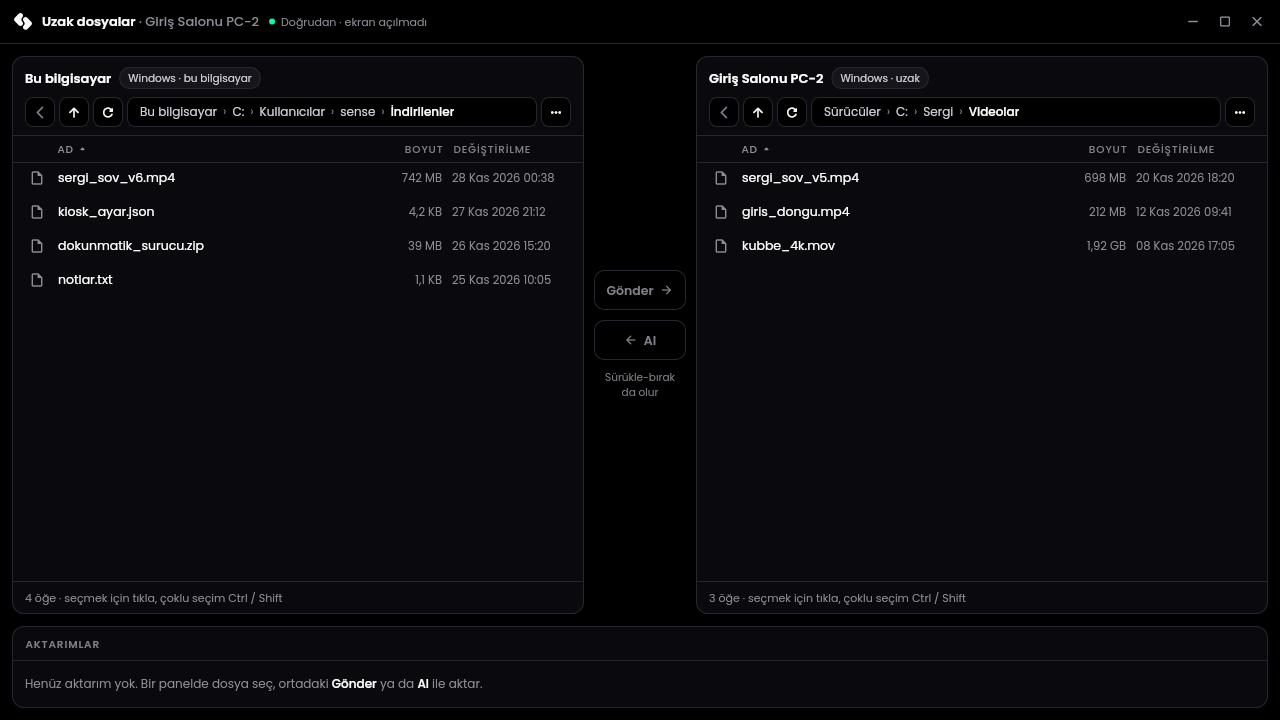 Uzak dosyalar · Giriş Salonu PC-2 Doğrudan · ekran açılmadı
Bu bilgisayar Windows · bu bilgisayar
Bu bilgisayar › C: › Kullanıcılar › sense › İndirilenler ...
AD BOYUT DEĞİŞTİRİLME
sergi_sov_v6.mp4 742 MB 28 Kas 2026 00:38
kiosk_ayar.json 4,2 KB 27 Kas 2026 21:12
dokunmatik_surucu.zip 39 MB 26 Kas 2026 15:20
notlar.txt 1,1 KB 25 Kas 2026 10:05
4 öğe · seçmek için tıkla, çoklu seçim Ctrl / Shift
Gönder →
← Al
Sürükle-bırak
da olur
Giriş Salonu PC-2 Windows · uzak
Sürücüler › C: › Sergi › Videolar ...
AD BOYUT DEĞİŞTİRİLME
sergi_sov_v5.mp4 698 MB 20 Kas 2026 18:20
giris_dongu.mp4 212 MB 12 Kas 2026 09:41
kubbe_4k.mov 1,92 GB 08 Kas 2026 17:05
3 öğe · seçmek için tıkla, çoklu seçim Ctrl / Shift
AKTARIMLAR
Henüz aktarım yok. Bir panelde dosya seç, ortadaki Gönder ya da Al ile aktar.